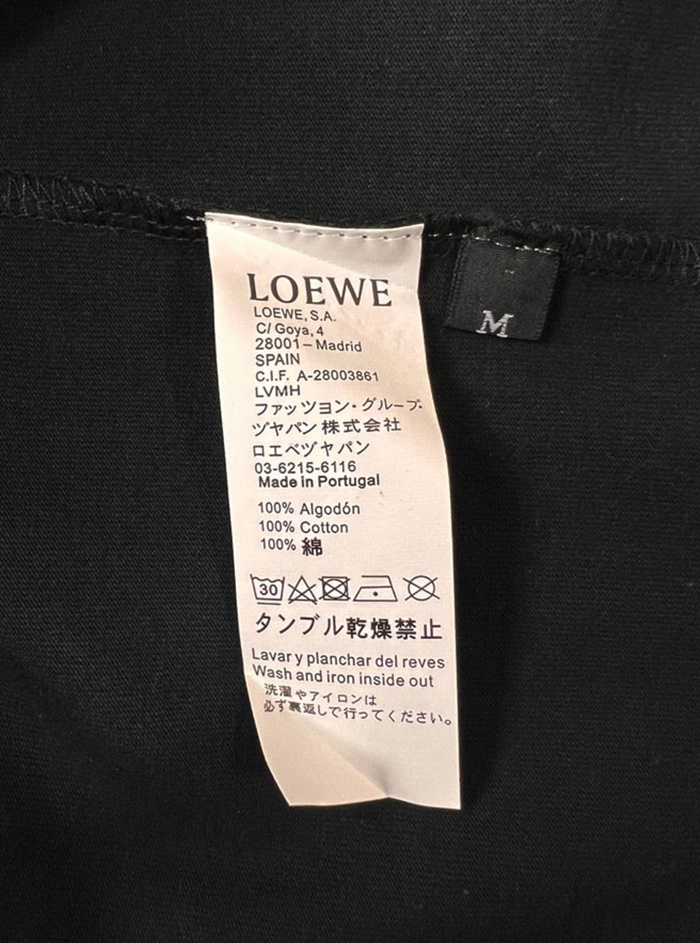 LOEWE
LOEWE, S.A.
C/ Goya, 4
28001 – Madrid
SPAIN
C.I.F. A-28003861
LVMH
ファッツョン・グループ・
ヅャパン 株式会社
ロエベヅヤパン
03-6215-6116
Made in Portugal
100% Algodón
100% Cotton
100% 綿
30
タンブル乾燥禁止
Lavar y planchar del reves
Wash and iron inside out
洗濯やアイロンは
必ず裏返しで行ってください。
M